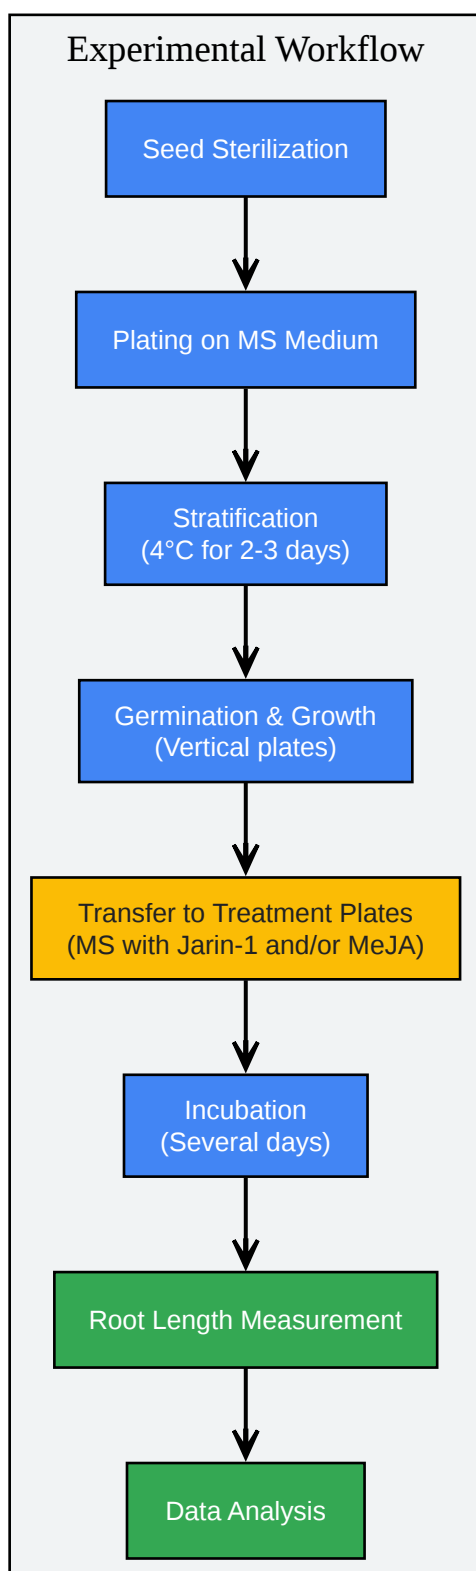 Experimental Workflow
Seed Sterilization
Plating on MS Medium
Stratification
(4°C for 2-3 days)
Germination & Growth
(Vertical plates)
Transfer to Treatment Plates
(MS with Jarin-1 and/or MeJA)
Incubation
(Several days)
Root Length Measurement
Data Analysis